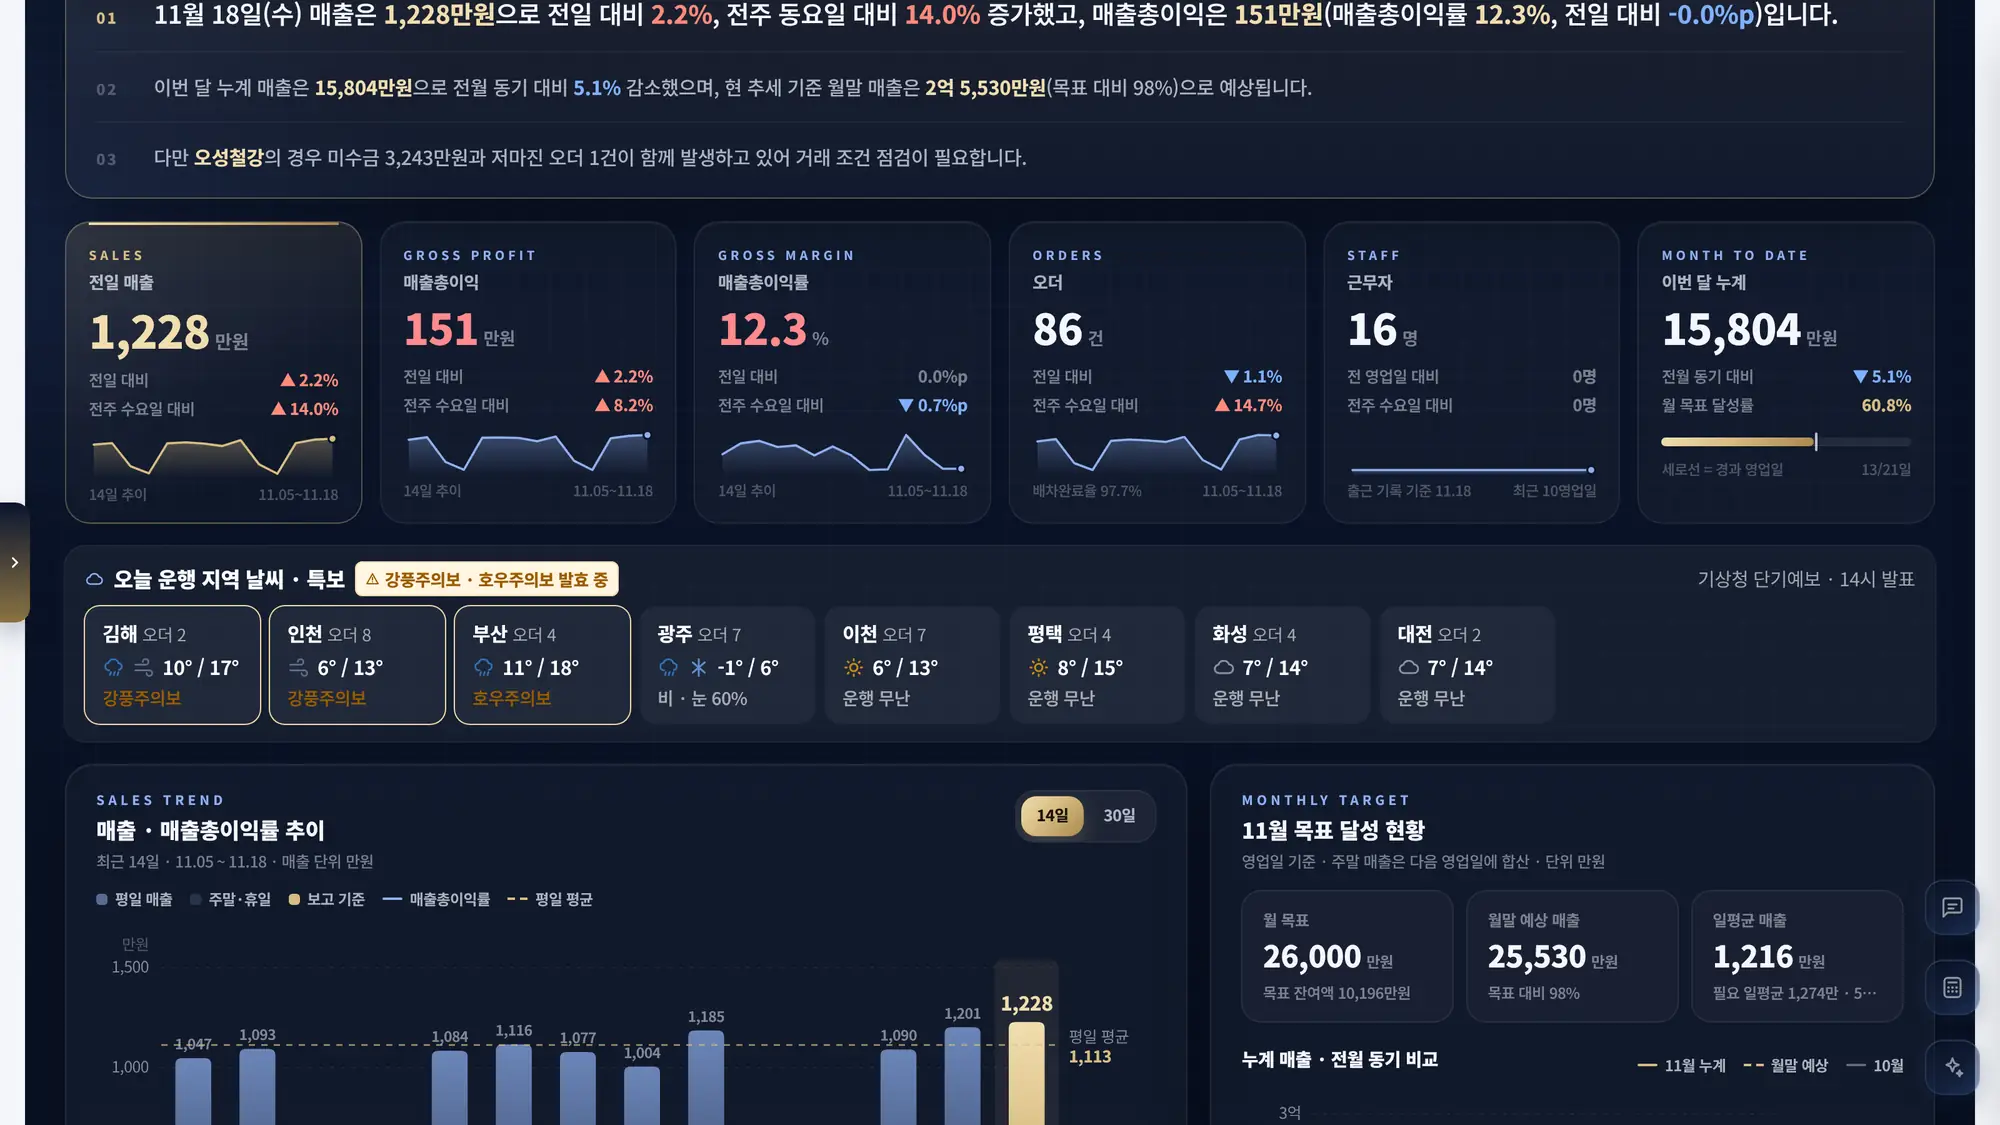 01 11월 18일(수) 매출은 1,228만원으로 전일 대비 2.2%, 전주 동요일 대비 14.0% 증가했고, 매출총이익은 151만원(매출총이익률 12.3%, 전일 대비 -0.0%p)입니다.
02 이번 달 누계 매출은 15,804만원으로 전월 동기 대비 5.1% 감소했으며, 현 추세 기준 월말 매출은 2억 5,530만원(목표 대비 98%)으로 예상됩니다.
03 다만 오성철강의 경우 미수금 3,243만원과 저마진 오더 1건이 함께 발생하고 있어 거래 조건 점검이 필요합니다.
SALES
전일 매출
1,228 만원
전일 대비 ▲ 2.2%
전주 수요일 대비 ▲ 14.0%
14일 추이 11.05~11.18
GROSS PROFIT
매출총이익
151 만원
전일 대비 ▲ 2.2%
전주 수요일 대비 ▲ 8.2%
14일 추이 11.05~11.18
GROSS MARGIN
매출총이익률
12.3 %
전일 대비 0.0%p
전주 수요일 대비 ▼ 0.7%p
14일 추이 11.05~11.18
ORDERS
오더
86 건
전일 대비 ▼ 1.1%
전주 수요일 대비 ▲ 14.7%
배차완료율 97.7% 11.05~11.18
STAFF
근무자
16 명
전 영업일 대비 0명
전주 수요일 대비 0명
출근 기록 기준 11.18 최근 10영업일
MONTH TO DATE
이번 달 누계
15,804 만원
전월 동기 대비 ▼ 5.1%
월 목표 달성률 60.8%
세로선 = 경과 영업일 13/21일
오늘 운행 지역 날씨 · 특보 ⚠ 강풍주의보 · 호우주의보 발효 중
기상청 단기예보 · 14시 발표
김해 오더 2
10° / 17°
강풍주의보
인천 오더 8
6° / 13°
강풍주의보
부산 오더 4
11° / 18°
호우주의보
광주 오더 7
-1° / 6°
비 · 눈 60%
이천 오더 7
6° / 13°
운행 무난
평택 오더 4
8° / 15°
운행 무난
화성 오더 4
7° / 14°
운행 무난
대전 오더 2
7° / 14°
운행 무난
SALES TREND
매출 · 매출총이익률 추이
최근 14일 · 11.05 ~ 11.18 · 매출 단위 만원
14일 30일
평일 매출 주말·휴일 보고 기준 매출총이익률 평일 평균
만원
1,500
1,000
1,047
1,093
1,084
1,116
1,077
1,004
1,185
1,090
1,201
1,228
평일 평균
1,113
MONTHLY TARGET
11월 목표 달성 현황
영업일 기준 · 주말 매출은 다음 영업일에 합산 · 단위 만원
월 목표
26,000 만원
목표 잔여액 10,196만원
월말 예상 매출
25,530 만원
목표 대비 98%
일평균 매출
1,216 만원
필요 일평균 1,274만 · 5···
누계 매출 · 전월 동기 비교
11월 누계 월말 예상 10월
3억